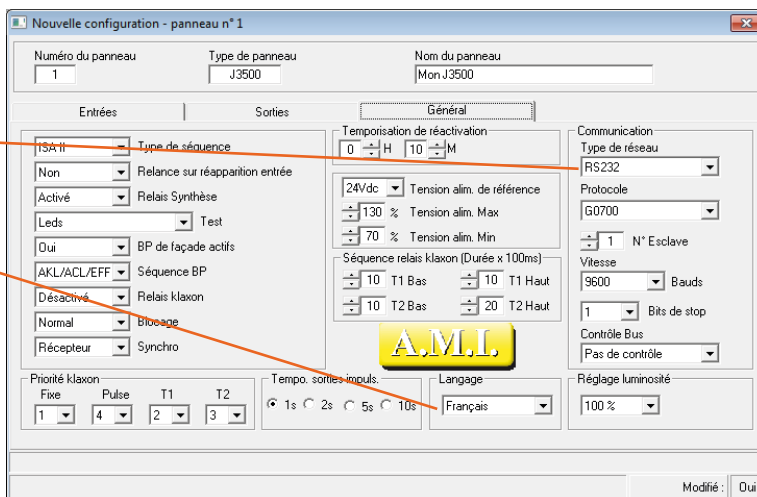 Nouvelle configuration - panneau n° 1
Numéro du panneau
Type de panneau
Nom du panneau
1
J3500
Mon J3500
Entrées
Sorties
Général
ISA II
Type de séquence
Non
Relance sur réapparition entrée
Activé
Relais Synthèse
Leds
Test
Oui
BP de façade actifs
AKL/ACL/EFF
Séquence BP
Désactivé
Relais klaxon
Normal
Blocage
Récepteur
Synchro
Temporisation de réactivation
0 H 10 M
24Vdc
Tension alim. de référence
130 % Tension alim. Max
70 % Tension alim. Min
Séquence relais klaxon (Durée x 100ms)
10 T1 Bas
10 T1 Haut
10 T2 Bas
20 T2 Haut
A.M.I.
Communication
Type de réseau
RS232
Protocole
G0700
1 N° Esclave
Vitesse
9600
Bauds
1
Bits de stop
Contrôle Bus
Pas de contrôle
Priorité klaxon
Fixe Pulse T1 T2
1 4 2 3
Tempo. sorties impuls.
1s 2s 5s 10s
Langage
Français
Réglage luminosité
100 %
Modifié : Oui